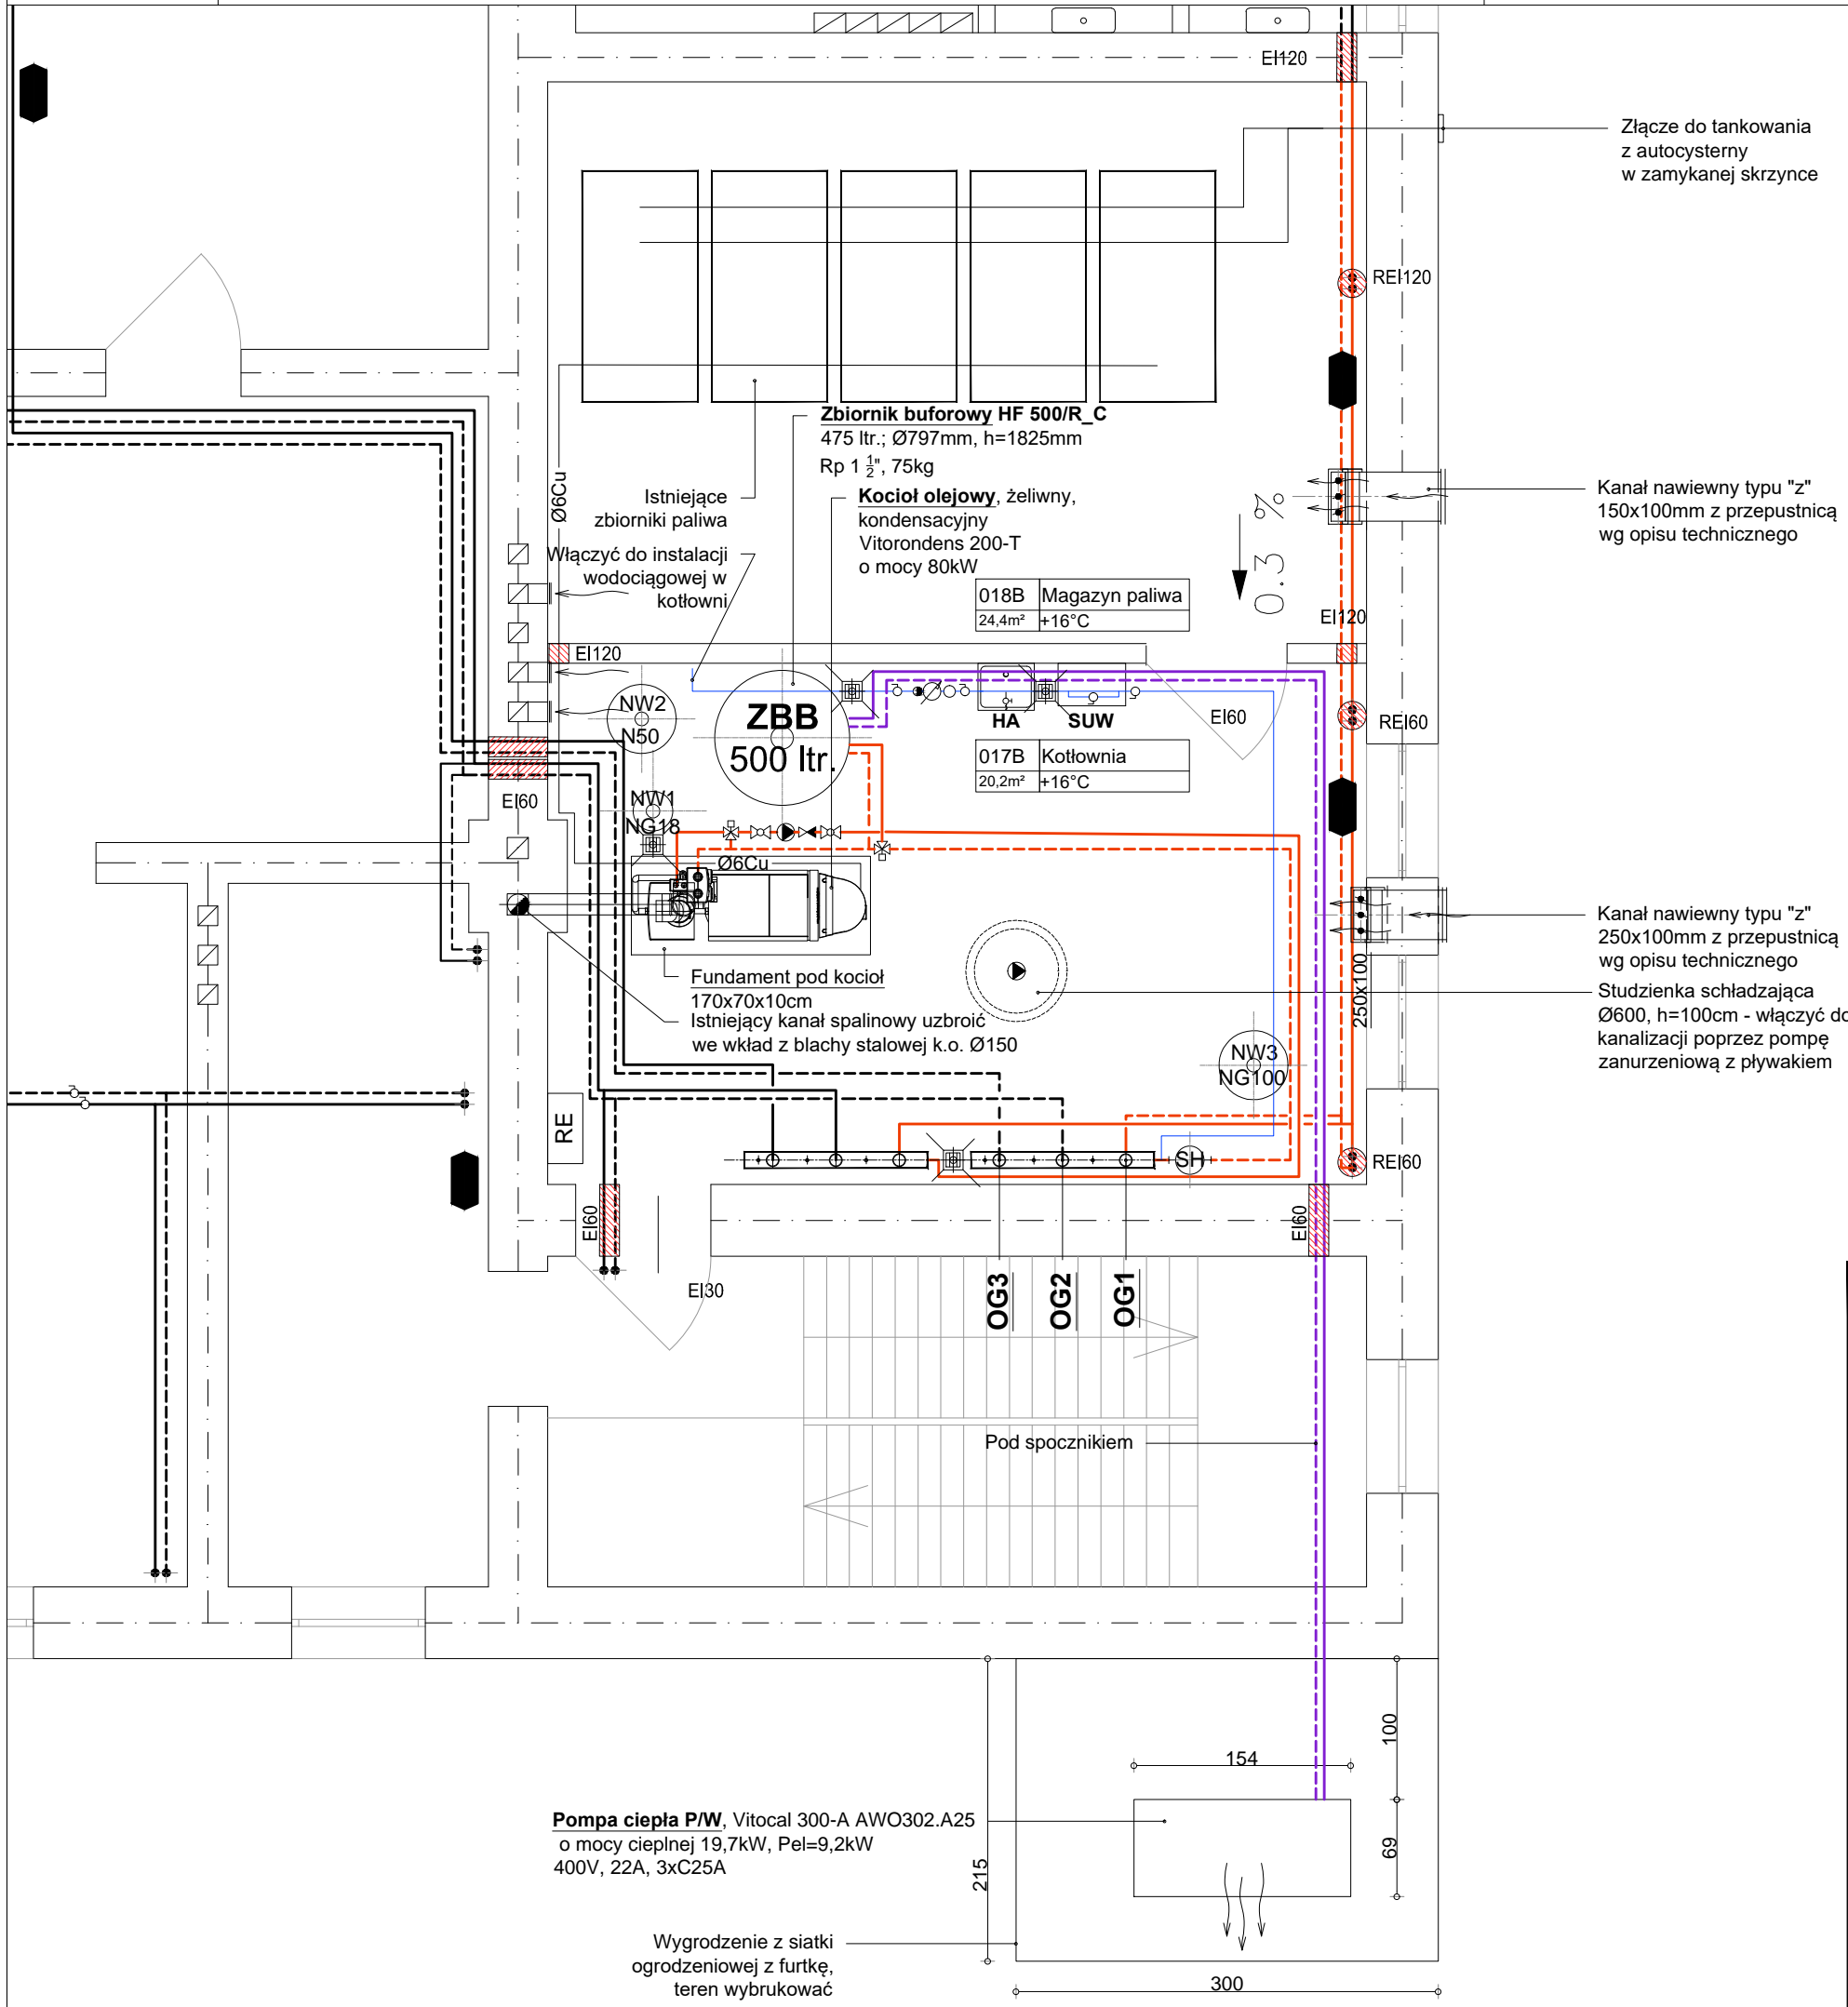 EI120
Złącze do tankowania
z autocysterny
w zamykanej skrzynce
REI120
Zbiornik buforowy HF 500/R_C
475 ltr.; Ø797mm, h=1825mm
Rp 1 1/2", 75kg
Istniejące
zbiorniki paliwa
Ø6Cu
Kocioł olejowy, żeliwny,
kondensacyjny
Vitorondens 200-T
o mocy 80kW
Kanał nawiewny typu "z"
150x100mm z przepustnicą
wg opisu technicznego
0.3 %
Włączyć do instalacji
wodociągowej w
kotłowni
018B Magazyn paliwa
24,4m² +16°C
EI120
EI120
NW2
N50
ZBB
500 ltr.
HA
SUW
EI60
REI60
017B Kotłownia
20,2m² +16°C
EI60
NW1
NG18
Ø6Cu
Kanał nawiewny typu "z"
250x100mm z przepustnicą
wg opisu technicznego
250x100
Fundament pod kocioł
170x70x10cm
Istniejący kanał spalinowy uzbroić
we wkład z blachy stalowej k.o. Ø150
Studzienka schładzająca
Ø600, h=100cm - włączyć do
kanalizacji poprzez pompę
zanurzeniową z pływakiem
NW3
NG100
RE
SH
REI60
EI60
EI60
EI30
OG3
OG2
OG1
Pod spocznikiem
100
154
69
215
Pompa ciepła P/W, Vitocal 300-A AWO302.A25
o mocy cieplnej 19,7kW, Pel=9,2kW
400V, 22A, 3xC25A
Wygrodzenie z siatki
ogrodzeniowej z furtkę,
teren wybrukować
300